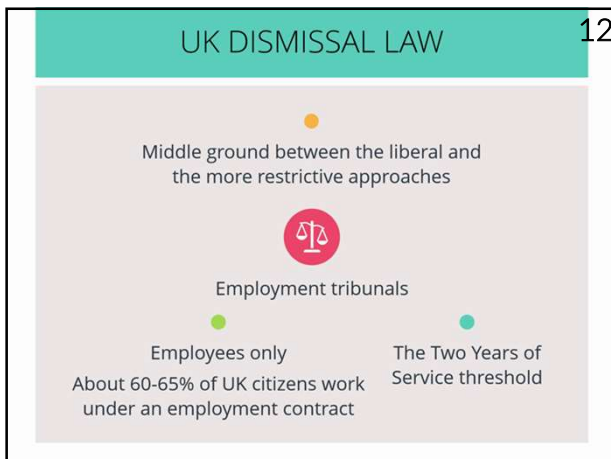 UK DISMISSAL LAW
12
Middle ground between the liberal and
the more restrictive approaches
Employment tribunals
Employees only
About 60-65% of UK citizens work
under an employment contract
The Two Years of
Service threshold